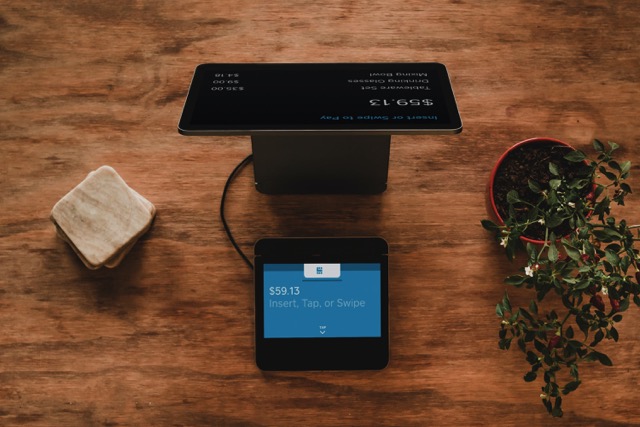 Insert or Swipe to Pay
$59.13
Tableware Set $35.00
Drinking Glasses $9.00
Mixing Bowl $4.18
$59.13
Insert, Tap, or Swipe
TAP